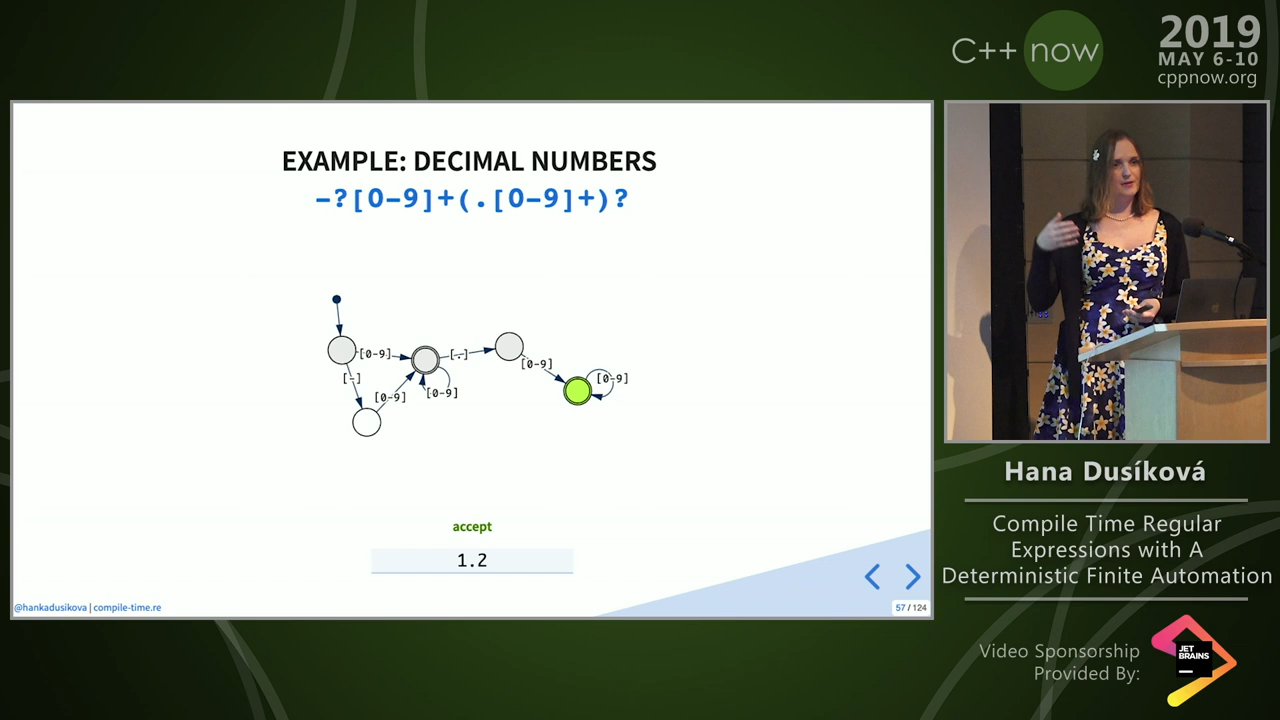 C++ now
2019
MAY 6-10
cppnow.org
EXAMPLE: DECIMAL NUMBERS
-?[0-9]+(.[0-9]+)?
[0-9]
[.]
[0-9]
[0-9]
[-]
[0-9]
[0-9]
accept
1.2
@hankadusikova | compile-time.re
57 / 124
Hana Dusíková
Compile Time Regular
Expressions with A
Deterministic Finite Automation
Video Sponsorship
Provided By:
JET
BRAINS